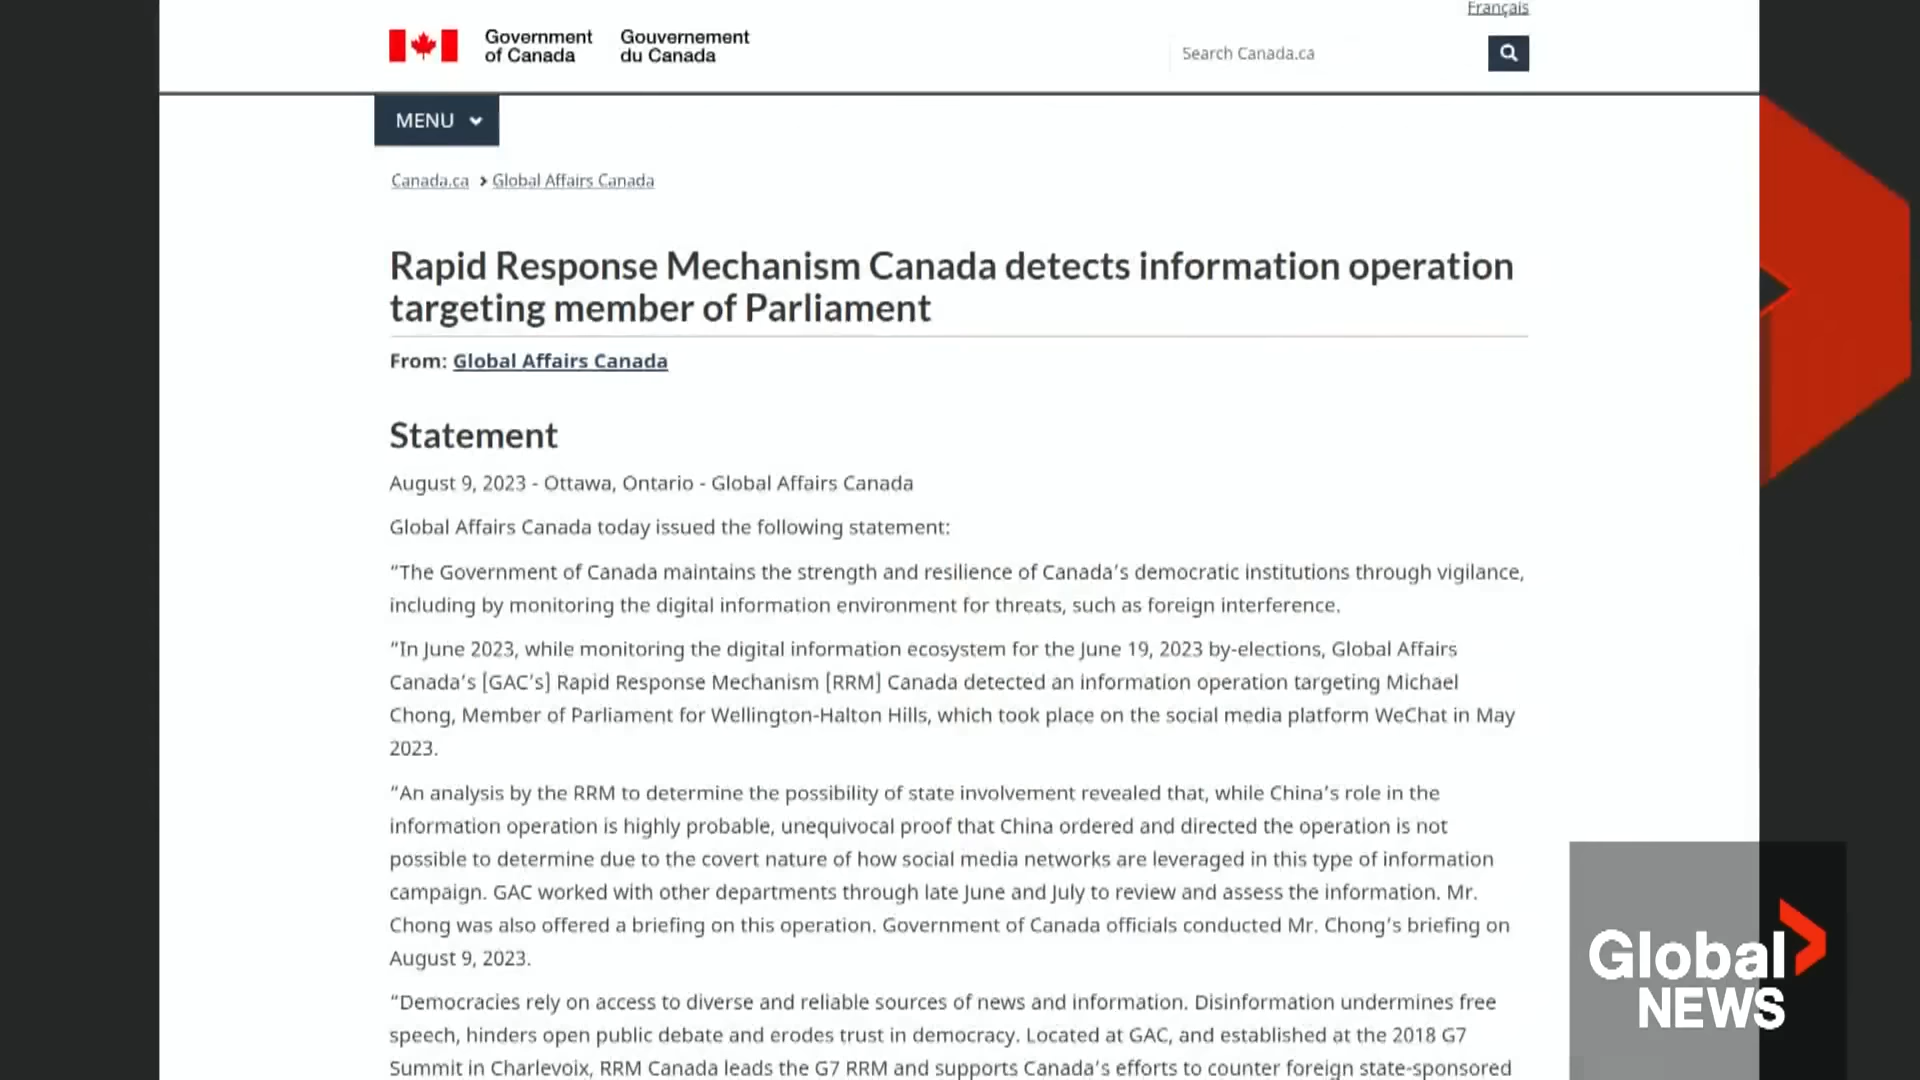 Français
Government
of Canada
Gouvernement
du Canada
Search Canada.ca
MENU
Canada.ca > Global Affairs Canada
Rapid Response Mechanism Canada detects information operation
targeting member of Parliament
From: Global Affairs Canada
Statement
August 9, 2023 - Ottawa, Ontario - Global Affairs Canada
Global Affairs Canada today issued the following statement:
“The Government of Canada maintains the strength and resilience of Canada’s democratic institutions through vigilance,
including by monitoring the digital information environment for threats, such as foreign interference.
“In June 2023, while monitoring the digital information ecosystem for the June 19, 2023 by-elections, Global Affairs
Canada’s [GAC’s] Rapid Response Mechanism [RRM] Canada detected an information operation targeting Michael
Chong, Member of Parliament for Wellington-Halton Hills, which took place on the social media platform WeChat in May
2023.
“An analysis by the RRM to determine the possibility of state involvement revealed that, while China’s role in the
information operation is highly probable, unequivocal proof that China ordered and directed the operation is not
possible to determine due to the covert nature of how social media networks are leveraged in this type of information
campaign. GAC worked with other departments through late June and July to review and assess the information. Mr.
Chong was also offered a briefing on this operation. Government of Canada officials conducted Mr. Chong’s briefing on
August 9, 2023.
“Democracies rely on access to diverse and reliable sources of news and information. Disinformation undermines free
speech, hinders open public debate and erodes trust in democracy. Located at GAC, and established at the 2018 G7
Summit in Charlevoix, RRM Canada leads the G7 RRM and supports Canada’s efforts to counter foreign state-sponsored
Global
NEWS